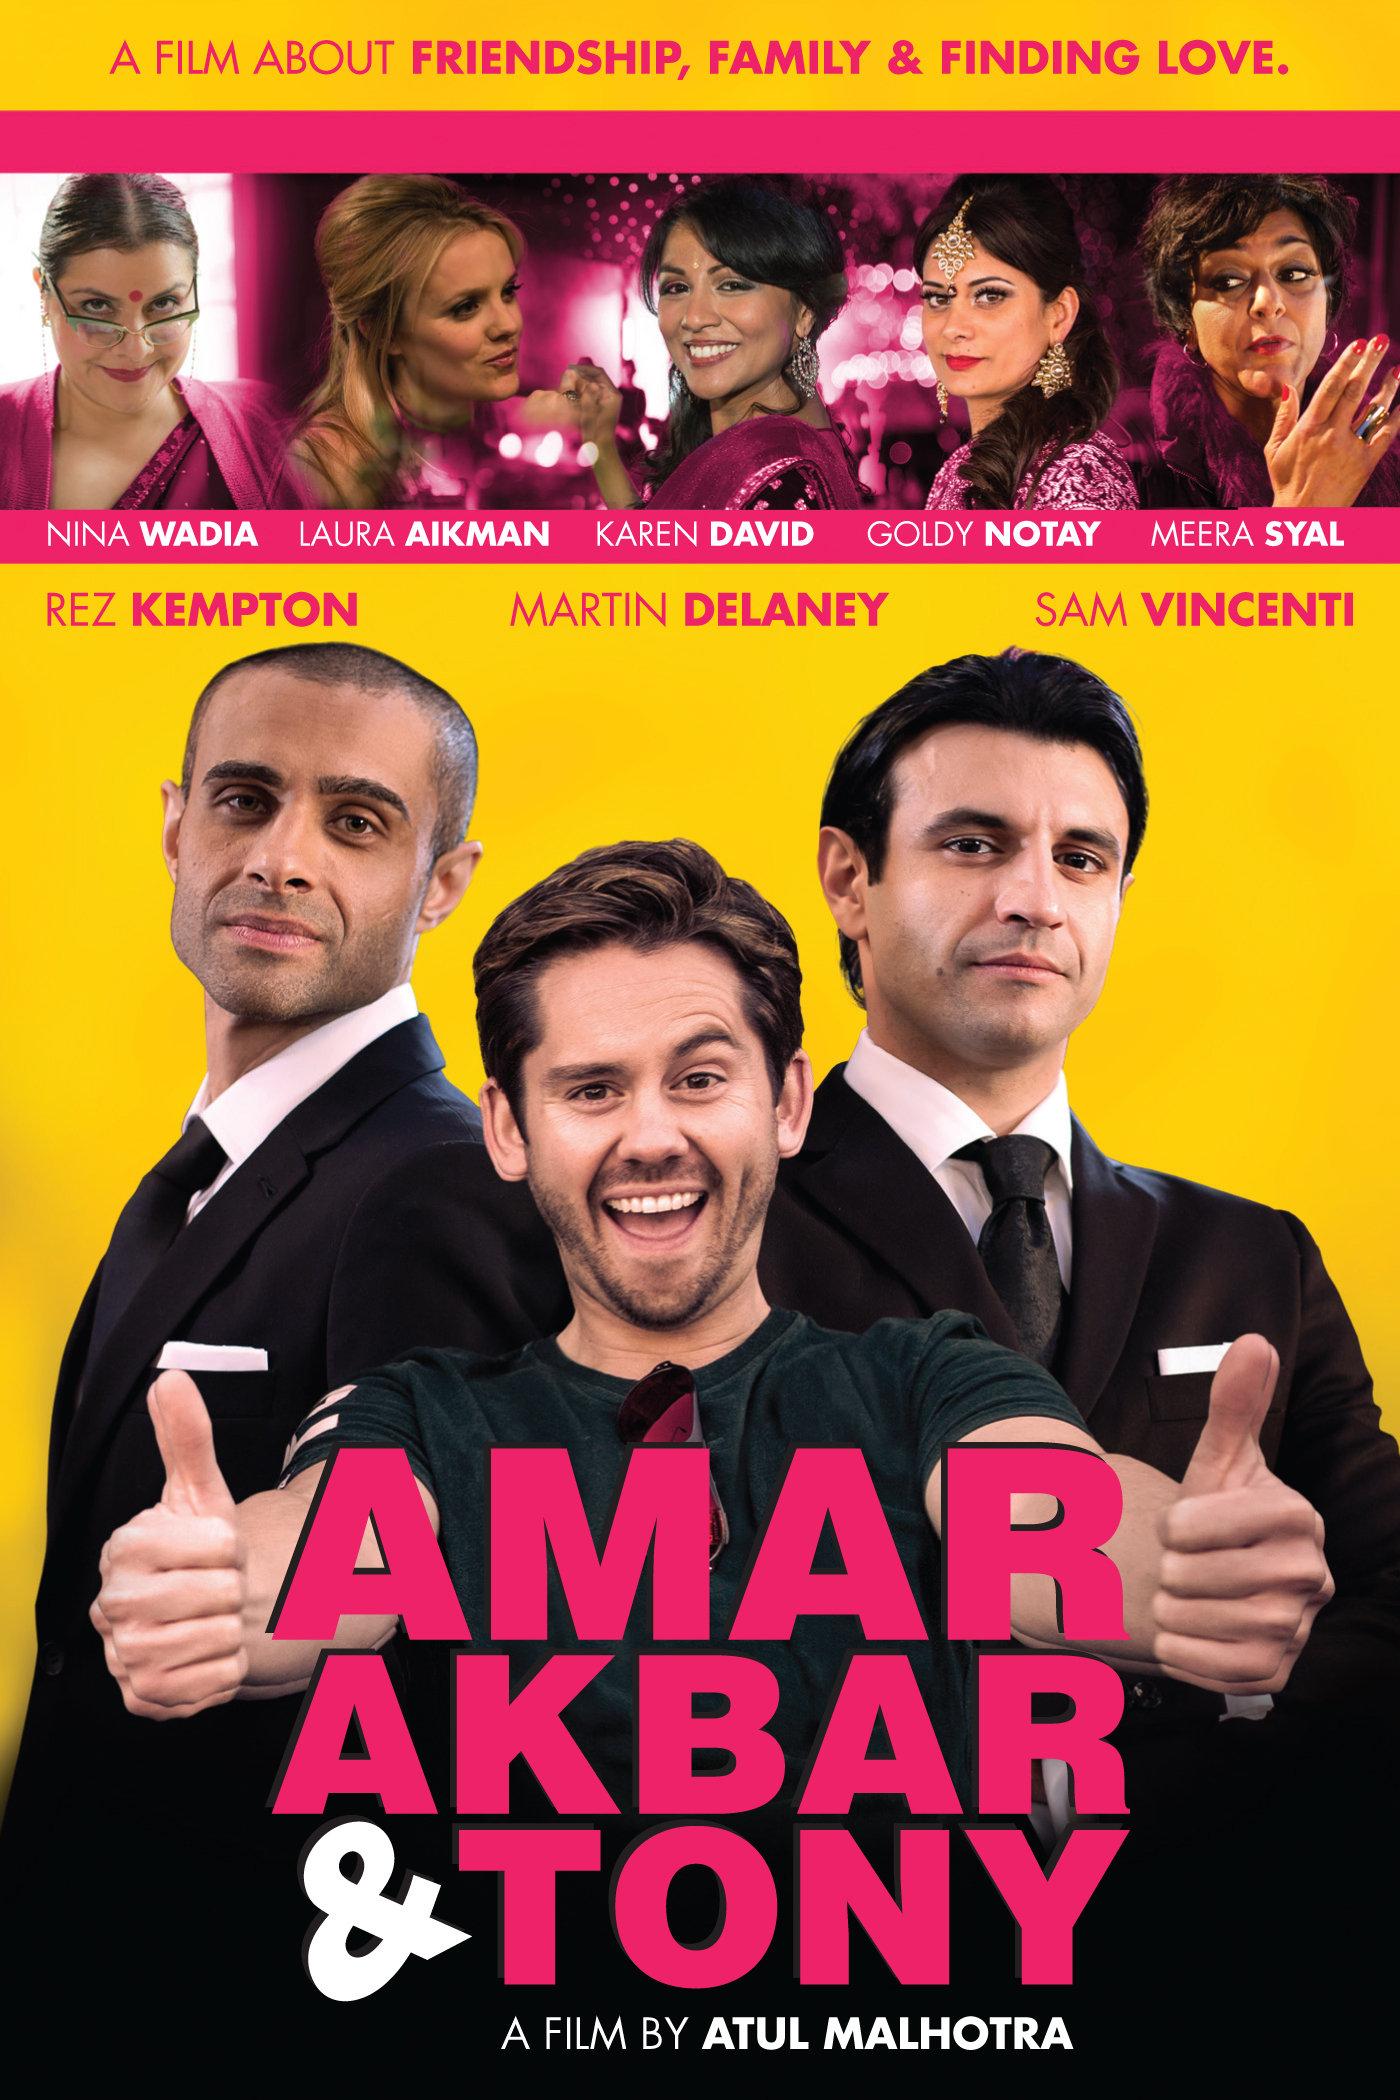 A FILM ABOUT FRIENDSHIP, FAMILY & FINDING LOVE.
NINA WADIA LAURA AIKMAN KAREN DAVID GOLDY NOTAY MEERA SYAL
REZ KEMPTON MARTIN DELANEY SAM VINCENTI
AMAR
AKBAR
& TONY
A FILM BY ATUL MALHOTRA